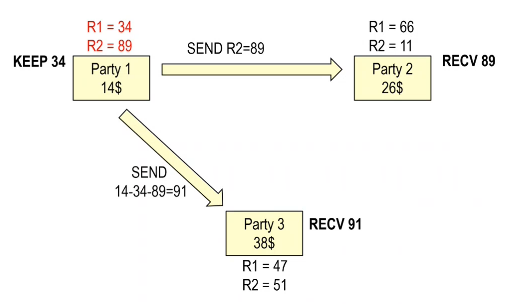 R1 = 34
R2 = 89
KEEP 34
Party 1
14$
SEND R2=89
R1 = 66
R2 = 11
Party 2
26$
RECV 89
SEND
14-34-89=91
Party 3
38$
RECV 91
R1 = 47
R2 = 51